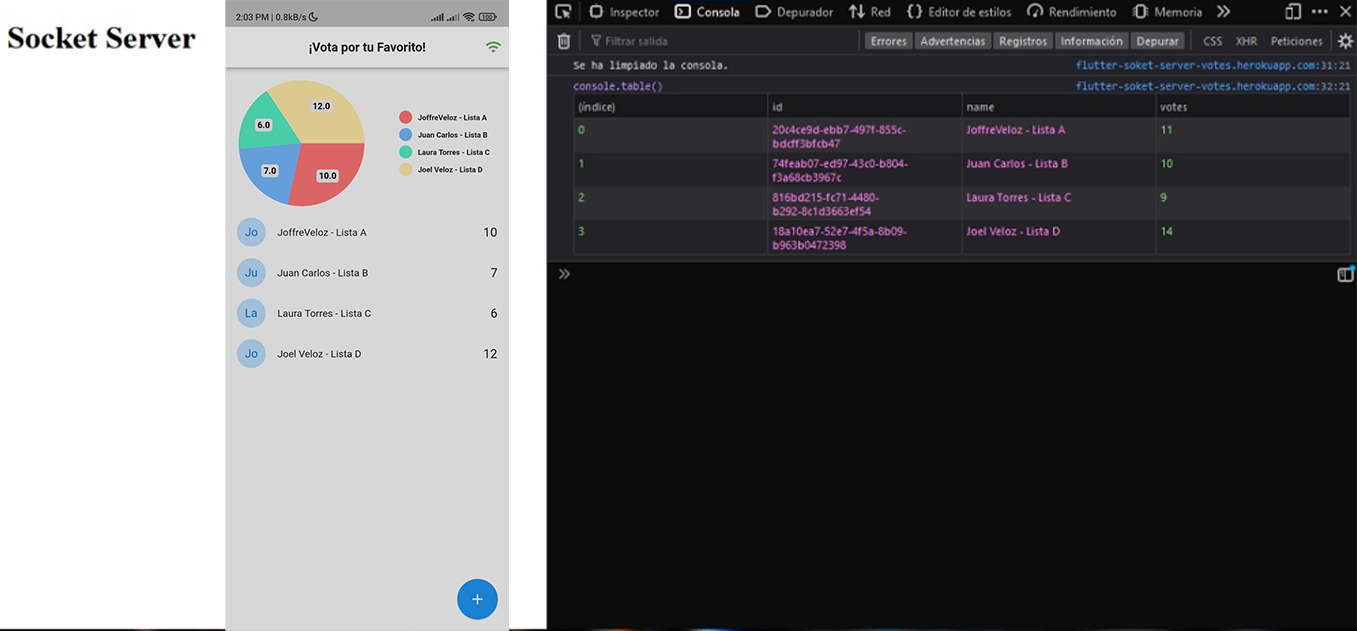 Socket Server
2:03 PM | 0.8kB/s
100
¡Vota por tu Favorito!
12.0
6.0
7.0
10.0
JoffreVeloz - Lista A
Juan Carlos - Lista B
Laura Torres - Lista C
Joel Veloz - Lista D
Jo JoffreVeloz - Lista A 10
Ju Juan Carlos - Lista B 7
La Laura Torres - Lista C 6
Jo Joel Veloz - Lista D 12
+
Inspector Consola Depurador Red Editor de estilos Rendimiento Memoria
Filtrar salida Errores Advertencias Registros Información Depurar CSS XHR Peticiones
Se ha limpiado la consola. flutter-soket-server-votes.herokuapp.com:31:21
console.table() flutter-soket-server-votes.herokuapp.com:32:21
(índice) id name votes
0 20c4ce9d-ebb7-497f-855c- JoffreVeloz - Lista A 11
bdcff3bfcb47
1 74feab07-ed97-43c0-b804- Juan Carlos - Lista B 10
f3a68cb3967c
2 816bd215-fc71-4480- Laura Torres - Lista C 9
b292-8c1d3663ef54
3 18a10ea7-52e7-4f5a-8b09- Joel Veloz - Lista D 14
b963b0472398